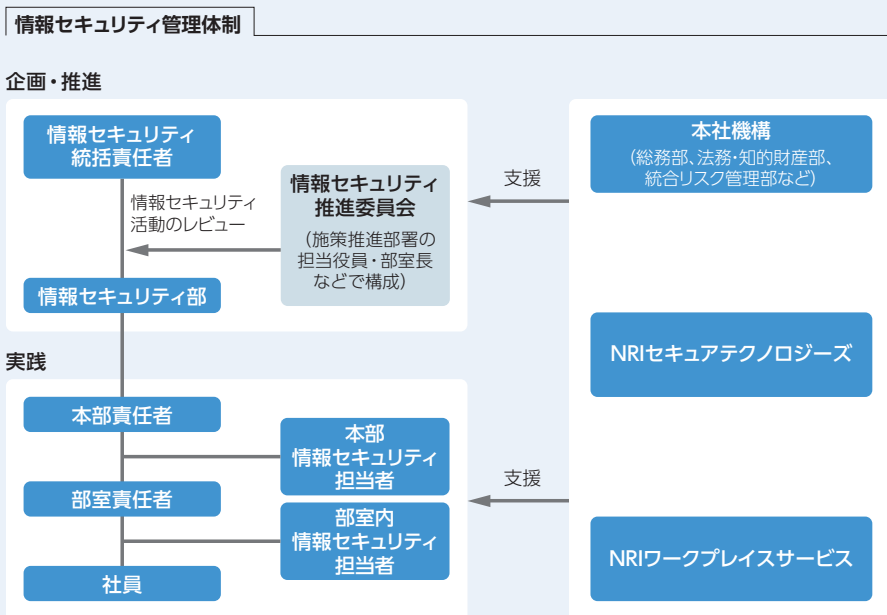 情報セキュリティ管理体制
企画・推進
情報セキュリティ
統括責任者
情報セキュリティ
活動のレビュー
情報セキュリティ
推進委員会
(施策推進部署の
担当役員・部室長
などで構成)
情報セキュリティ部
支援
本社機構
(総務部、法務・知的財産部、
統合リスク管理部など)
NRIセキュアテクノロジーズ
NRIワークプレイスサービス
実践
本部責任者
本部
情報セキュリティ
担当者
部室責任者
部室内
情報セキュリティ
担当者
社員
支援